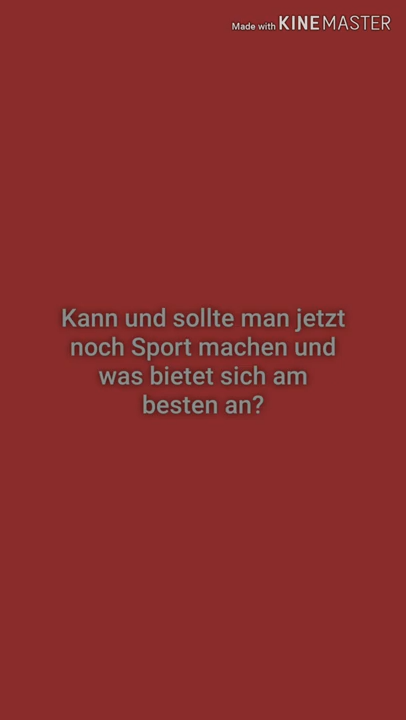 Made with KINEMASTER
Kann und sollte man jetzt
noch Sport machen und
was bietet sich am
besten an?